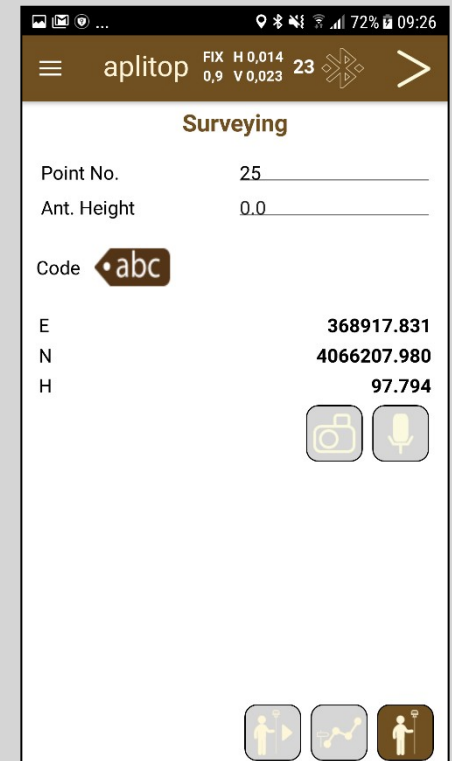 ... 72% 09:26
aplitop FIX H 0,014 23
0,9 V 0,023
Surveying
Point No. 25
Ant. Height 0.0
Code abc
E 368917.831
N 4066207.980
H 97.794